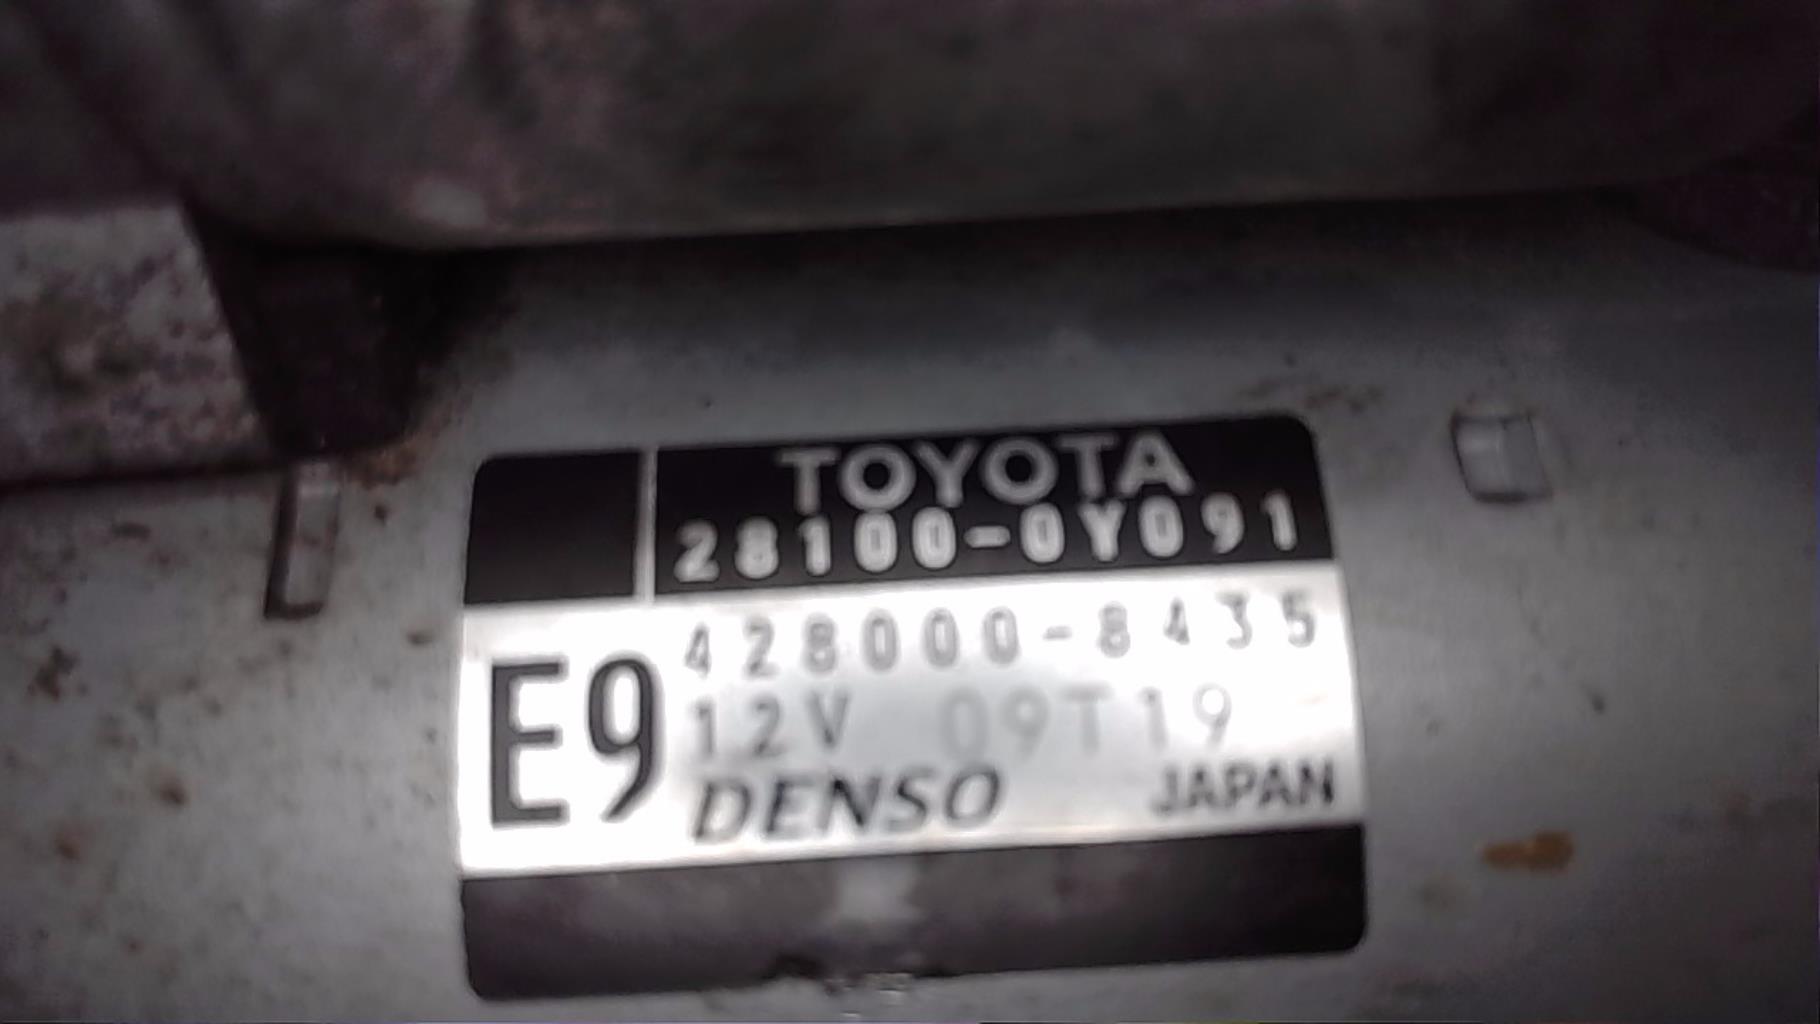 TOYOTA
28100-0Y091
428000-8435
E9
12V 09T19
DENSO JAPAN